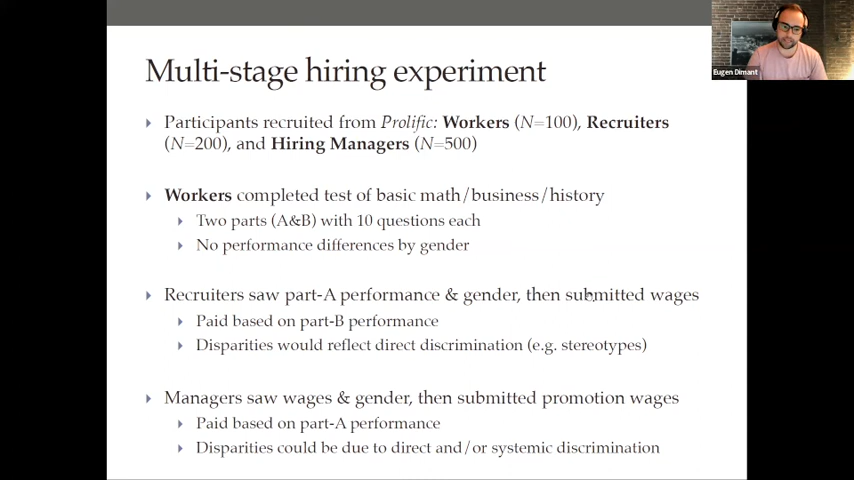 Multi-stage hiring experiment
Participants recruited from Prolific: Workers (N=100), Recruiters
(N=200), and Hiring Managers (N=500)
Workers completed test of basic math/business/history
Two parts (A&B) with 10 questions each
No performance differences by gender
Recruiters saw part-A performance & gender, then submitted wages
Paid based on part-B performance
Disparities would reflect direct discrimination (e.g. stereotypes)
Managers saw wages & gender, then submitted promotion wages
Paid based on part-A performance
Disparities could be due to direct and/or systemic discrimination
Eugen Dimant